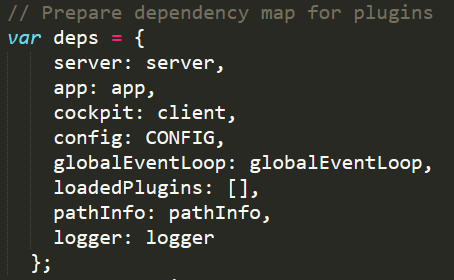 // Prepare dependency map for plugins
var deps = {
server: server,
app: app,
cockpit: client,
config: CONFIG,
globalEventLoop: globalEventLoop,
loadedPlugins: [],
pathInfo: pathInfo,
logger: logger
};